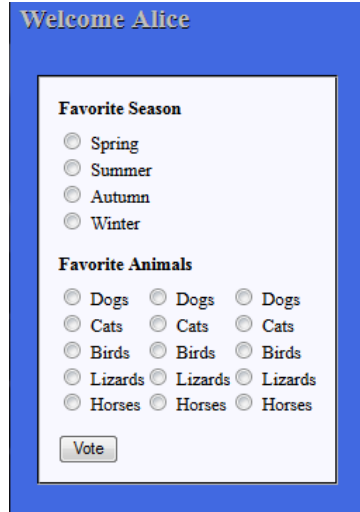 Welcome Alice
Favorite Season
Spring
Summer
Autumn
Winter
Favorite Animals
Dogs Dogs Dogs
Cats Cats Cats
Birds Birds Birds
Lizards Lizards Lizards
Horses Horses Horses
Vote